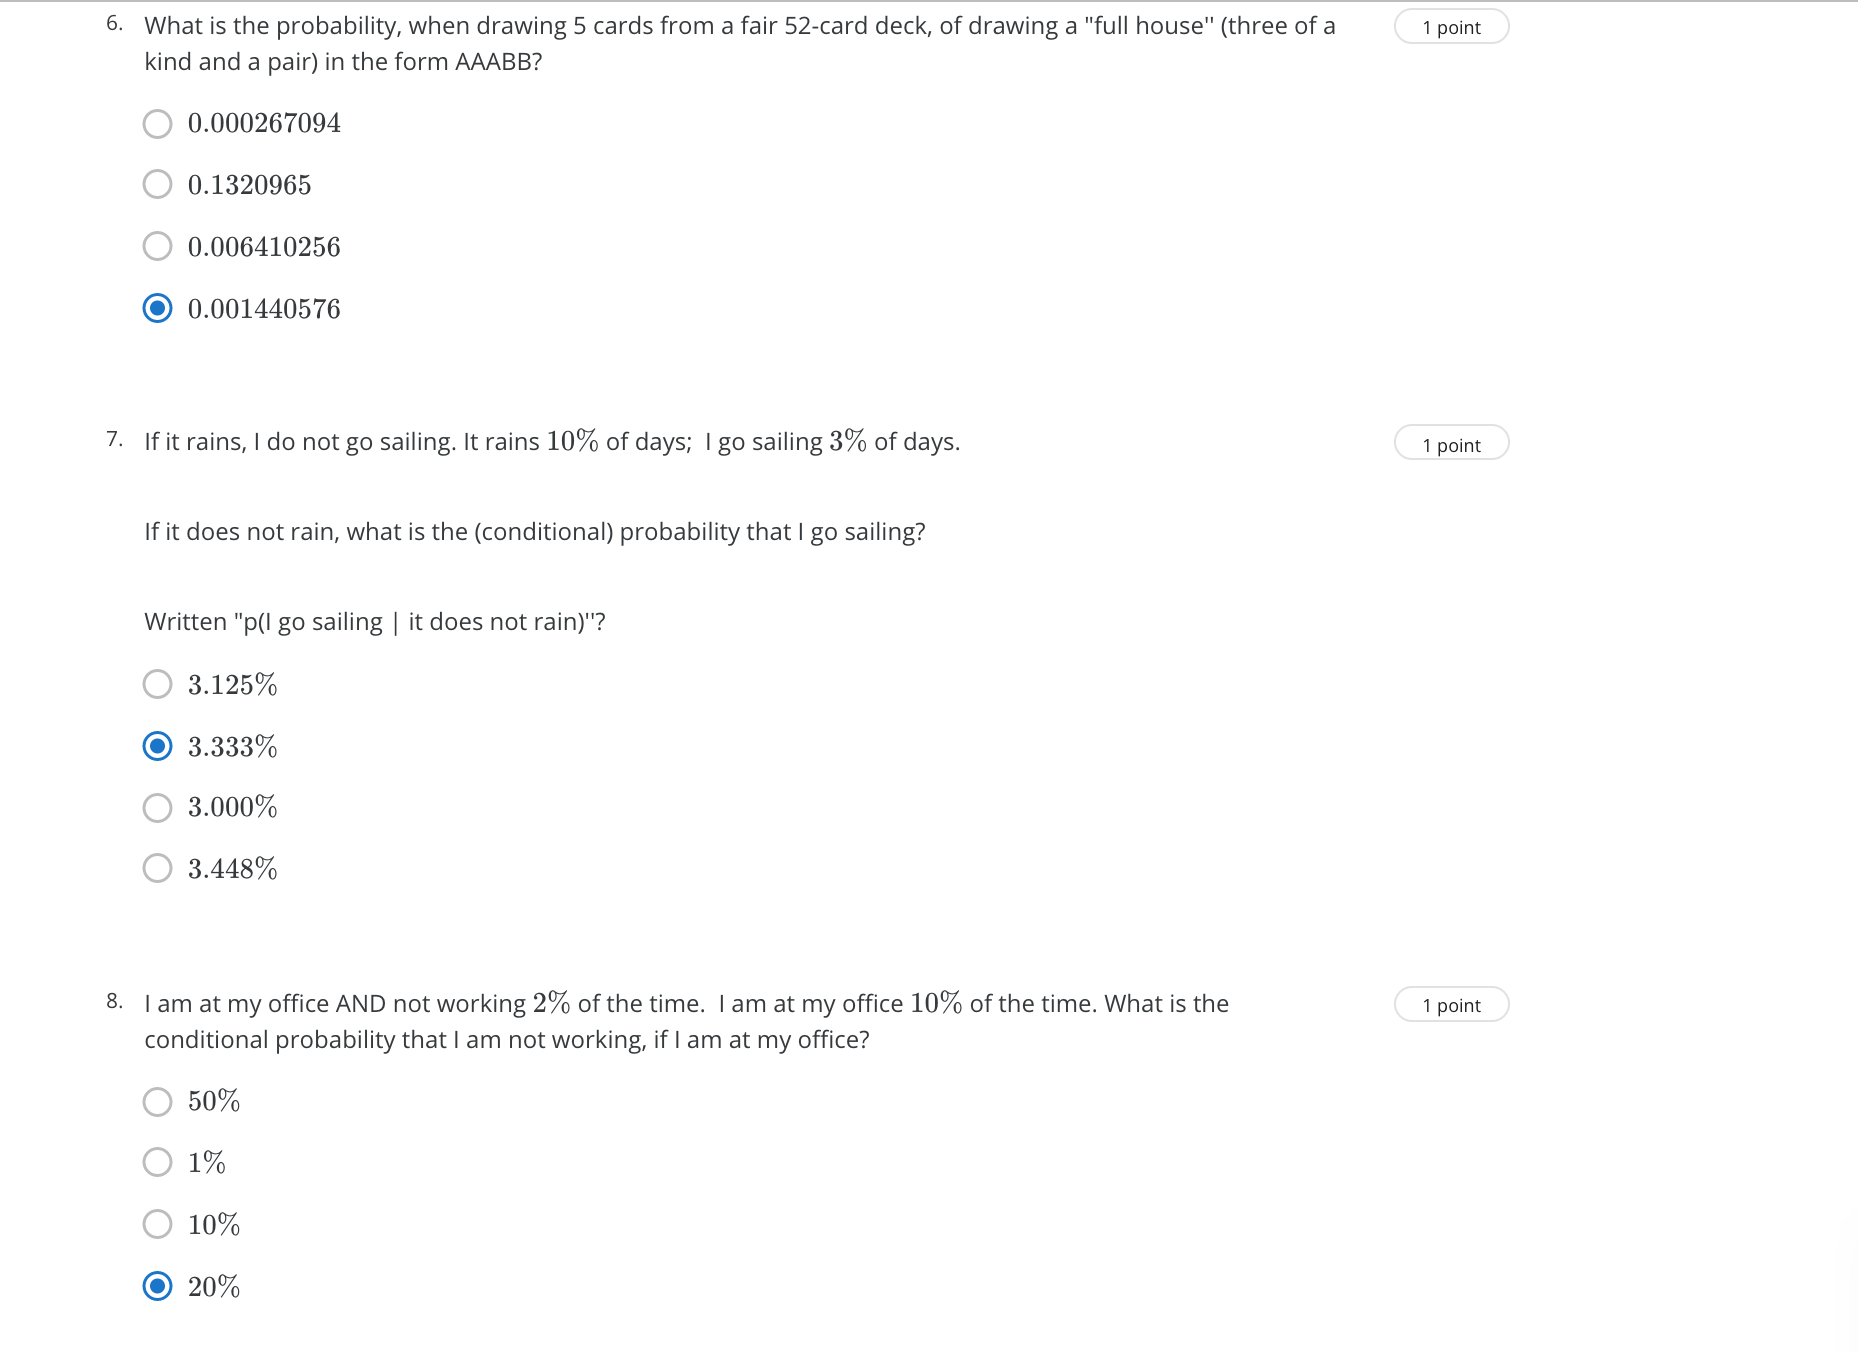 6. What is the probability, when drawing 5 cards from a fair 52-card deck, of drawing a "full house'' (three of a
kind and a pair) in the form AAABB?
1 point
0.000267094
0.1320965
0.006410256
0.001440576
7. If it rains, I do not go sailing. It rains 10% of days;  I go sailing 3% of days.
1 point
If it does not rain, what is the (conditional) probability that I go sailing?
Written "p(I go sailing | it does not rain)''?
3.125%
3.333%
3.000%
3.448%
8. I am at my office AND not working 2% of the time.  I am at my office 10% of the time. What is the
conditional probability that I am not working, if I am at my office?
1 point
50%
1%
10%
20%